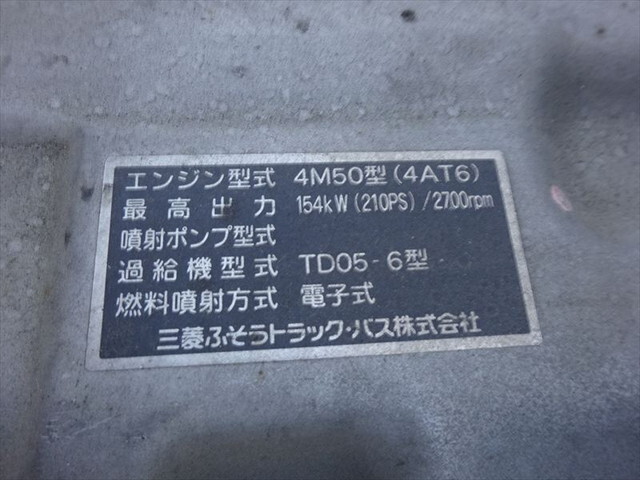 エンジン型式 4M50型(4AT6)
最高出力 154kW(210PS)/2700rpm
噴射ポンプ型式
過給機型式 TD05-6型
燃料噴射方式 電子式
三菱ふそうトラック・バス株式会社